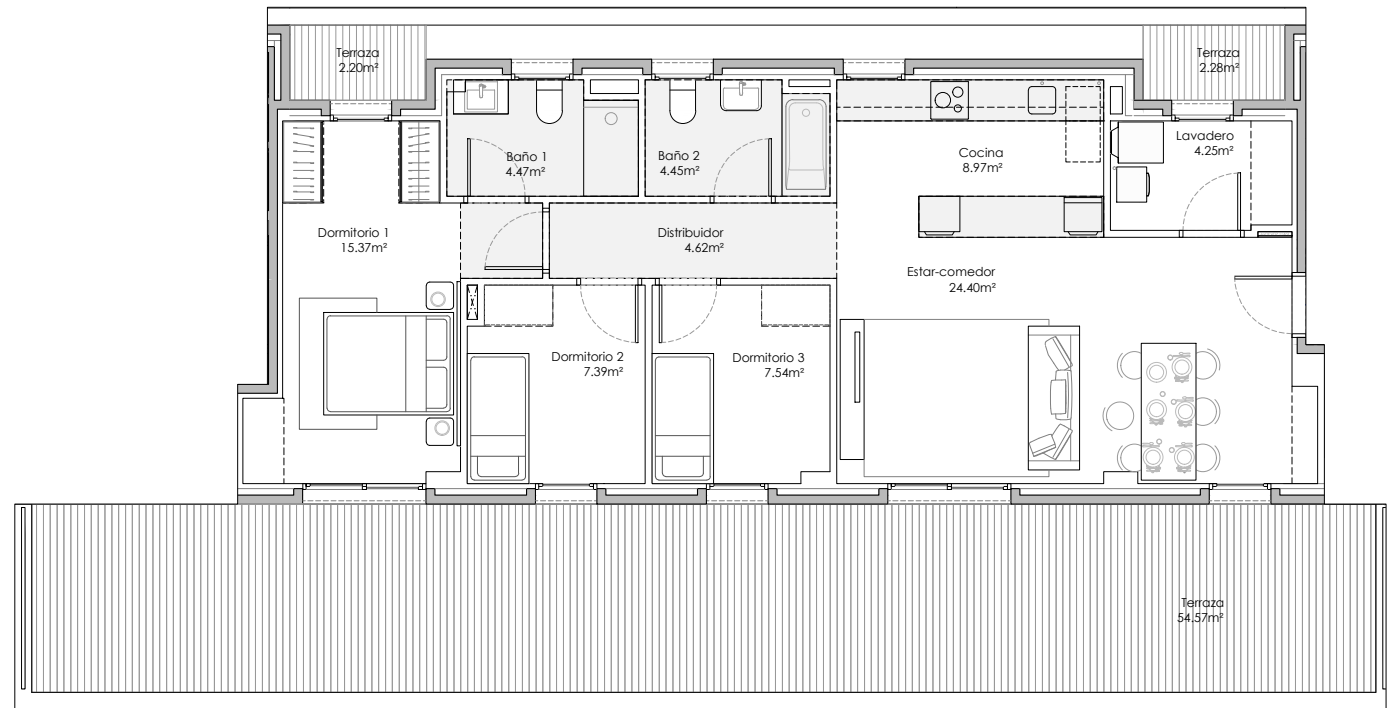 Terraza
2.20m²
Terraza
2.28m²
Baño 1
4.47m²
Baño 2
4.45m²
Cocina
8.97m²
Lavadero
4.25m²
Dormitorio 1
15.37m²
Distribuidor
4.62m²
Estar-comedor
24.40m²
Dormitorio 2
7.39m²
Dormitorio 3
7.54m²
Terraza
54.57m²